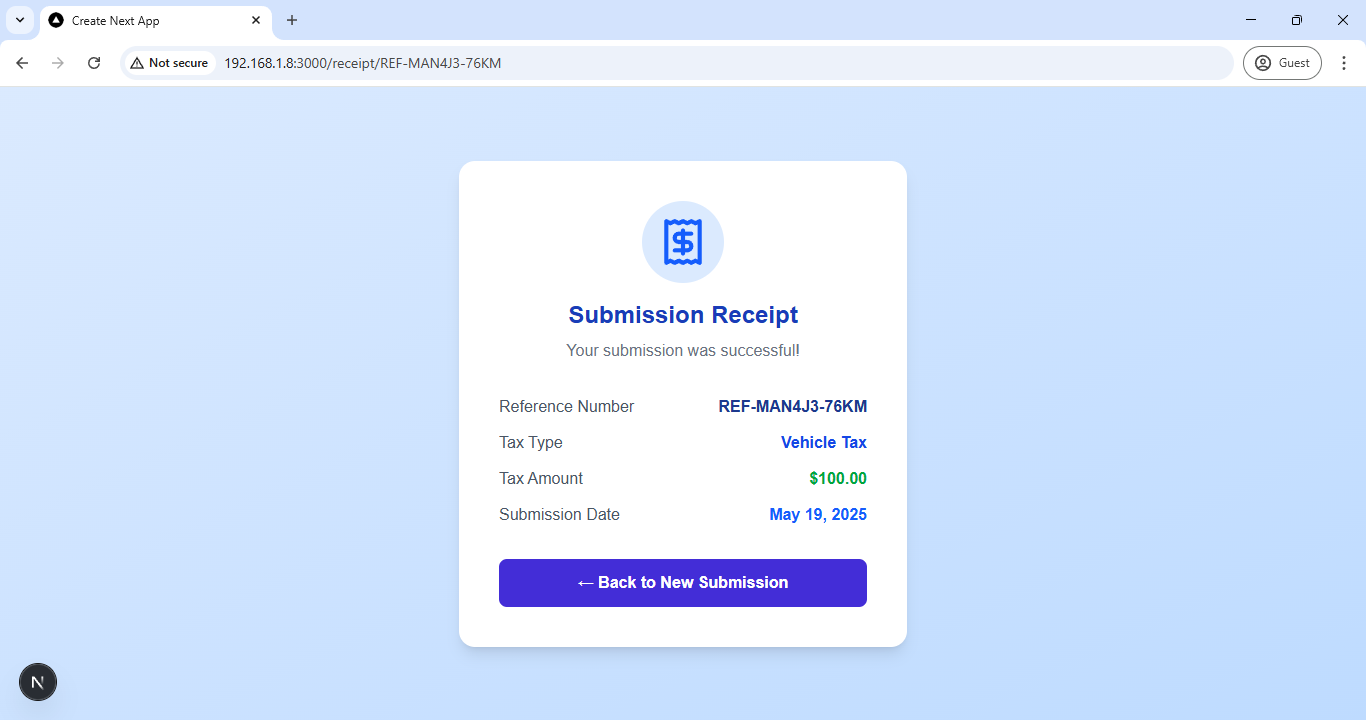 Create Next App
Not secure 192.168.1.8:3000/receipt/REF-MAN4J3-76KM Guest
$
Submission Receipt
Your submission was successful!
Reference Number REF-MAN4J3-76KM
Tax Type Vehicle Tax
Tax Amount $100.00
Submission Date May 19, 2025
← Back to New Submission
N